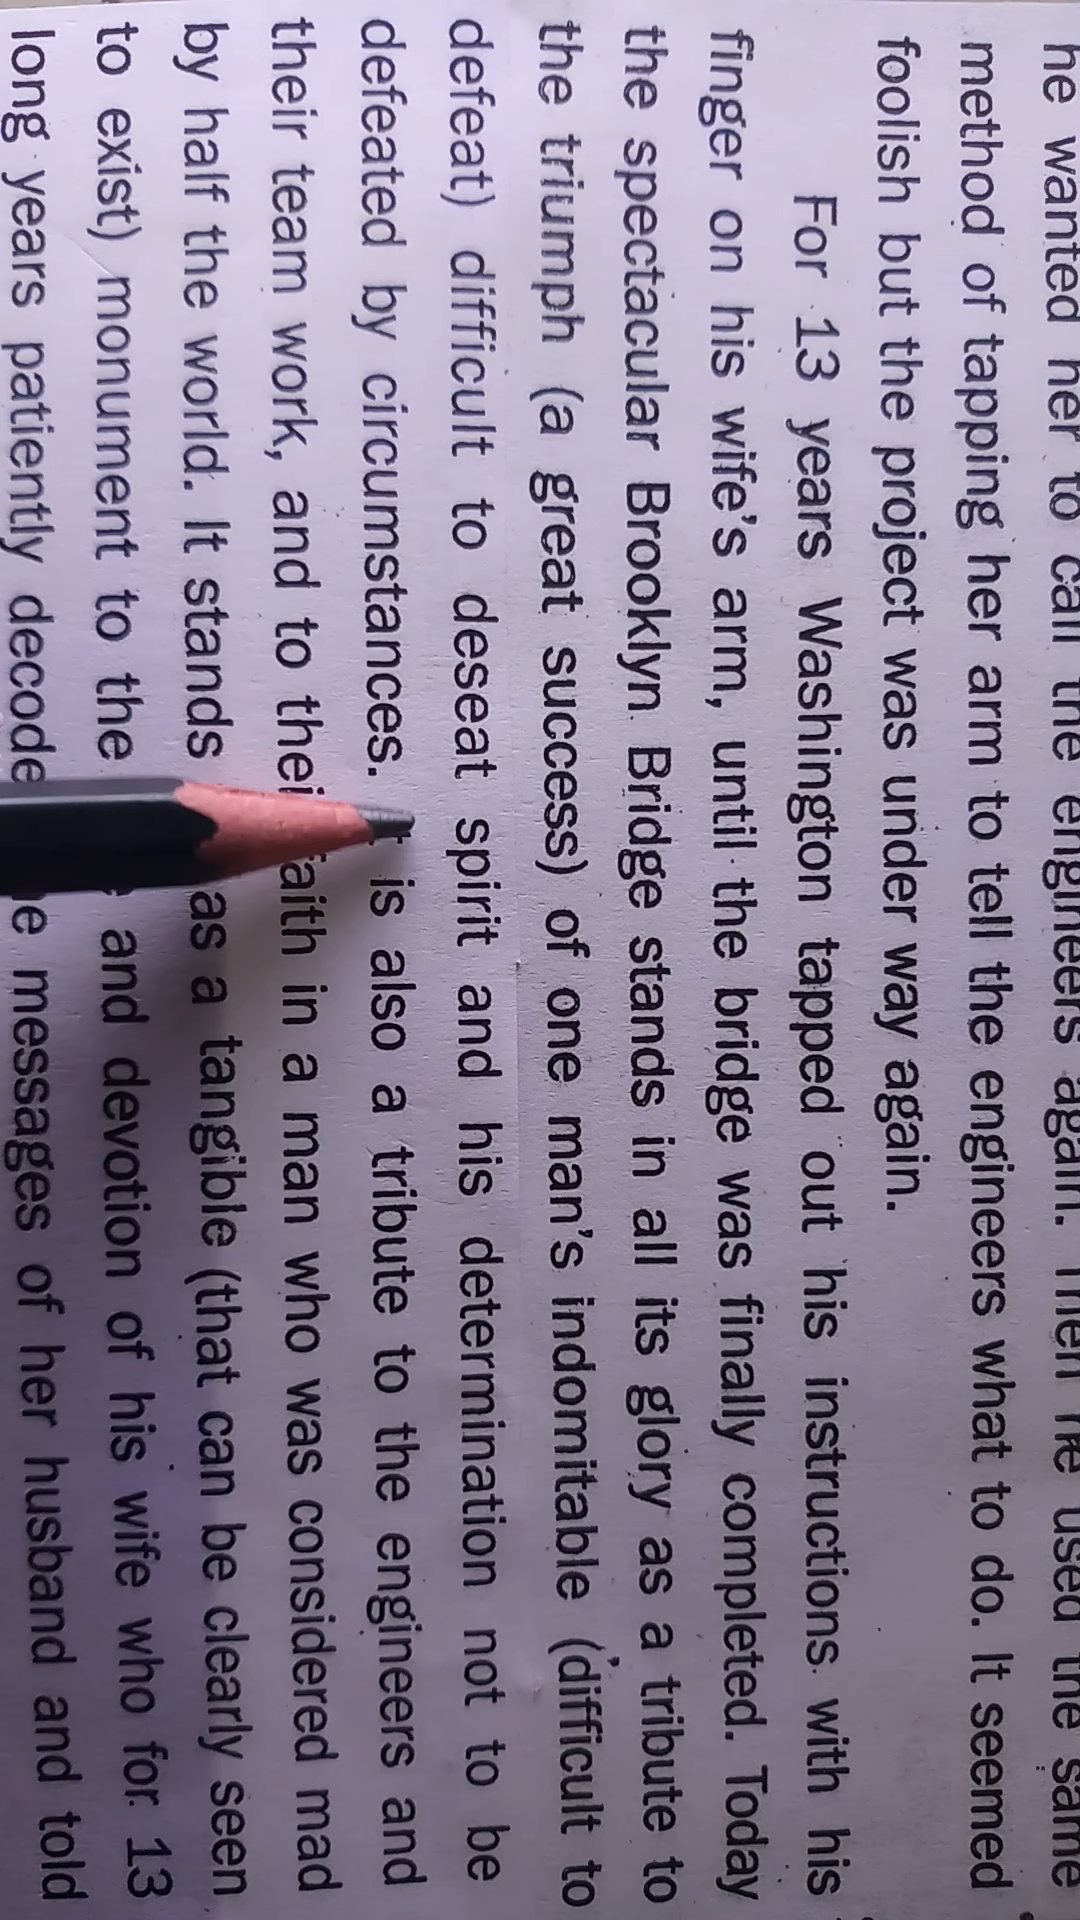 he wanted her to call the engineers again. Then he used the same
method of tapping her arm to tell the engineers what to do. It seemed
foolish but the project was under way again.
For 13 years Washington tapped out his instructions with his
finger on his wife's arm, until the bridge was finally completed. Today
the spectacular Brooklyn Bridge stands in all its glory as a tribute to
the triumph (a great success) of one man's indomitable (difficult to
defeat) difficult to deseat spirit and his determination not to be
defeated by circumstances. is also a tribute to the engineers and
their team work, and to their faith in a man who was considered mad
by half the world. It stands as a tangible (that can be clearly seen
to exist) monument to the and devotion of his wife who for 13
long years patiently messages of her husband and told